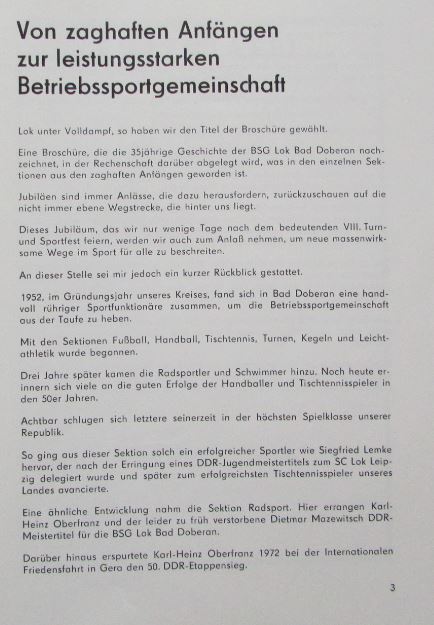 Von zaghaften Anfängen
zur leistungsstarken
Betriebssportgemeinschaft
Lok unter Volldampf, so haben wir den Titel der Broschüre gewählt.
Eine Broschüre, die die 35jährige Geschichte der BSG Lok Bad Doberan nach-
zeichnet, in der Rechenschaft darüber abgelegt wird, was in den einzelnen Sek-
tionen aus den zaghaften Anfängen geworden ist.
Jubiläen sind immer Anlässe, die dazu herausfordern, zurückzuschauen auf die
nicht immer ebene Wegstrecke, die hinter uns liegt.
Dieses Jubiläum, das wir nur wenige Tage nach dem bedeutenden VIII. Turn-
und Sportfest feiern, werden wir auch zum Anlaß nehmen, um neue massenwirk-
same Wege im Sport für alle zu beschreiten.
An dieser Stelle sei mir jedoch ein kurzer Rückblick gestattet.
1952, im Gründungsjahr unseres Kreises, fand sich in Bad Doberan eine hand-
voll rühriger Sportfunktionäre zusammen, um die Betriebssportgemeinschaft
aus der Taufe zu heben.
Mit den Sektionen Fußball, Handball, Tischtennis, Turnen, Kegeln und Leicht-
athletik wurde begonnen.
Drei Jahre später kamen die Radsportler und Schwimmer hinzu. Noch heute er-
innern sich viele an die guten Erfolge der Handballer und Tischtennisspieler in
den 50er Jahren.
Achtbar schlugen sich letztere seinerzeit in der höchsten Spielklasse unserer
Republik.
So ging aus dieser Sektion solch ein erfolgreicher Sportler wie Siegfried Lemke
hervor, der nach der Erringung eines DDR-Jugendmeistertitels zum SC Lok Leip-
zig delegiert wurde und später zum erfolgreichsten Tischtennisspieler unseres
Landes avancierte.
Eine ähnliche Entwicklung nahm die Sektion Radsport. Hier errangen Karl-
Heinz Oberfranz und der leider zu früh verstorbene Dietmar Mazewitsch DDR-
Meistertitel für die BSG Lok Bad Doberan.
Darüber hinaus erspurtete Karl-Heinz Oberfranz 1972 bei der Internationalen
Friedensfahrt in Gera den 50. DDR-Etappensieg.
3